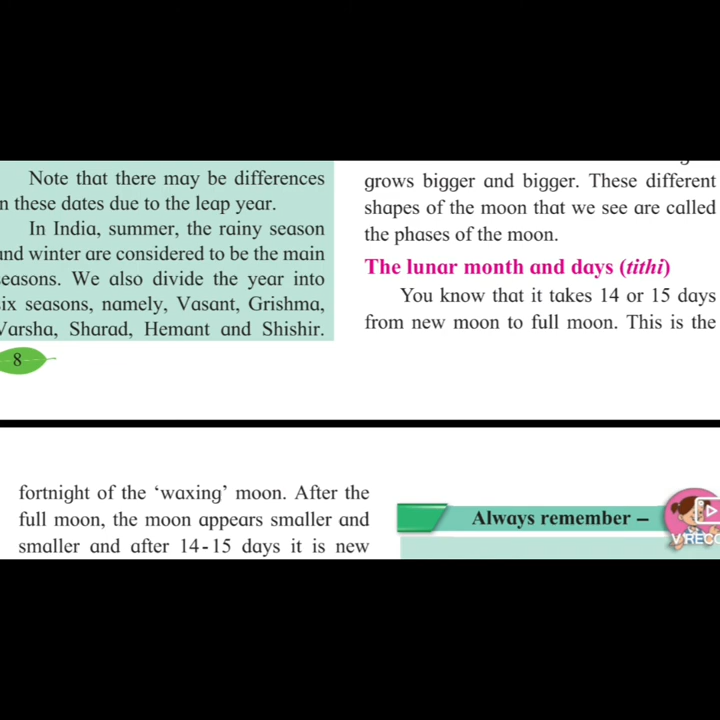 Note that there may be differences
n these dates due to the leap year.
In India, summer, the rainy season
and winter are considered to be the main
seasons. We also divide the year into
six seasons, namely, Vasant, Grishma,
Varsha, Sharad, Hemant and Shishir.
8
grows bigger and bigger. These different
shapes of the moon that we see are called
the phases of the moon.
The lunar month and days (tithi)
You know that it takes 14 or 15 days
from new moon to full moon. This is the
fortnight of the ‘waxing’ moon. After the
full moon, the moon appears smaller and
smaller and after 14-15 days it is new
Always remember –
V RECO